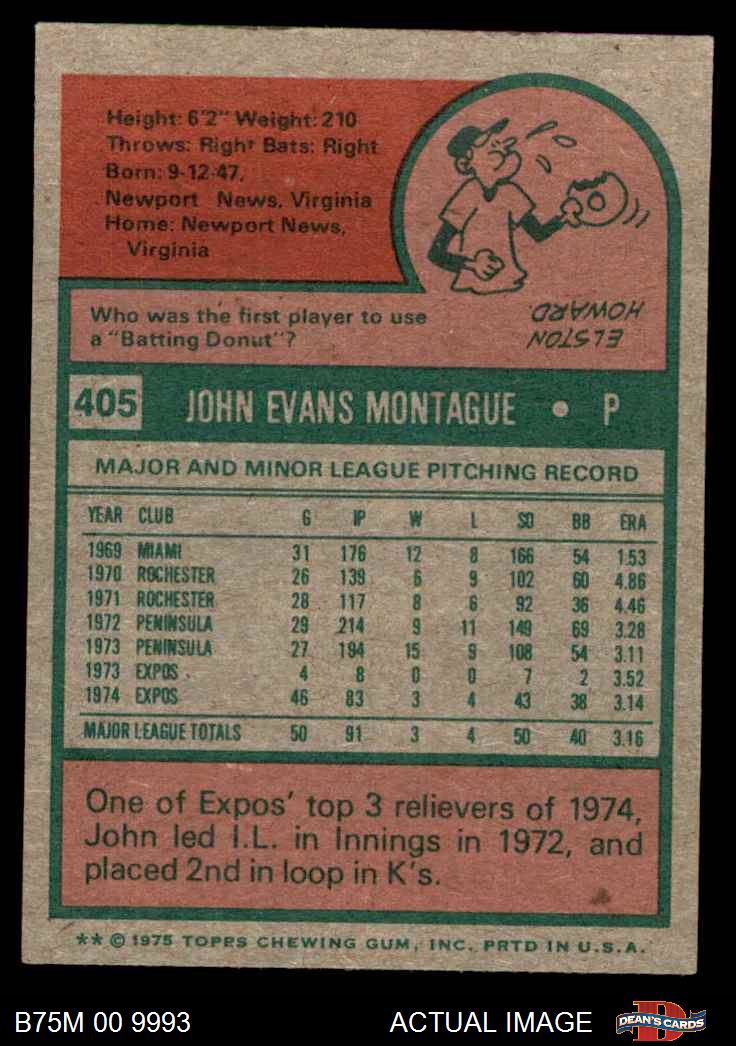 Height: 6'2" Weight: 210
Throws: Right Bats: Right
Born: 9-12-47,
Newport News, Virginia
Home: Newport News,
Virginia
Who was the first player to use
a "Batting Donut"?
ELSTON
HOWARD.
405 JOHN EVANS MONTAGUE • P
MAJOR AND MINOR LEAGUE PITCHING RECORD
YEAR CLUB G IP W L SO BB ERA
1969 MIAMI 31 176 12 8 166 54 1.53
1970 ROCHESTER 26 139 6 9 102 60 4.86
1971 ROCHESTER 28 117 8 6 92 36 4.46
1972 PENINSULA 29 214 9 11 149 69 3.28
1973 PENINSULA 27 194 15 9 108 54 3.11
1973 EXPOS 4 8 0 0 7 2 3.52
1974 EXPOS 46 83 3 4 43 38 3.14
MAJOR LEAGUE TOTALS 50 91 3 4 50 40 3.16
One of Expos' top 3 relievers of 1974,
John led I.L. in Innings in 1972, and
placed 2nd in loop in K's.
** © 1975 TOPPS CHEWING GUM, INC. PRTD IN U.S.A.
B75M 00 9993 ACTUAL IMAGE DEAN'S CARDS